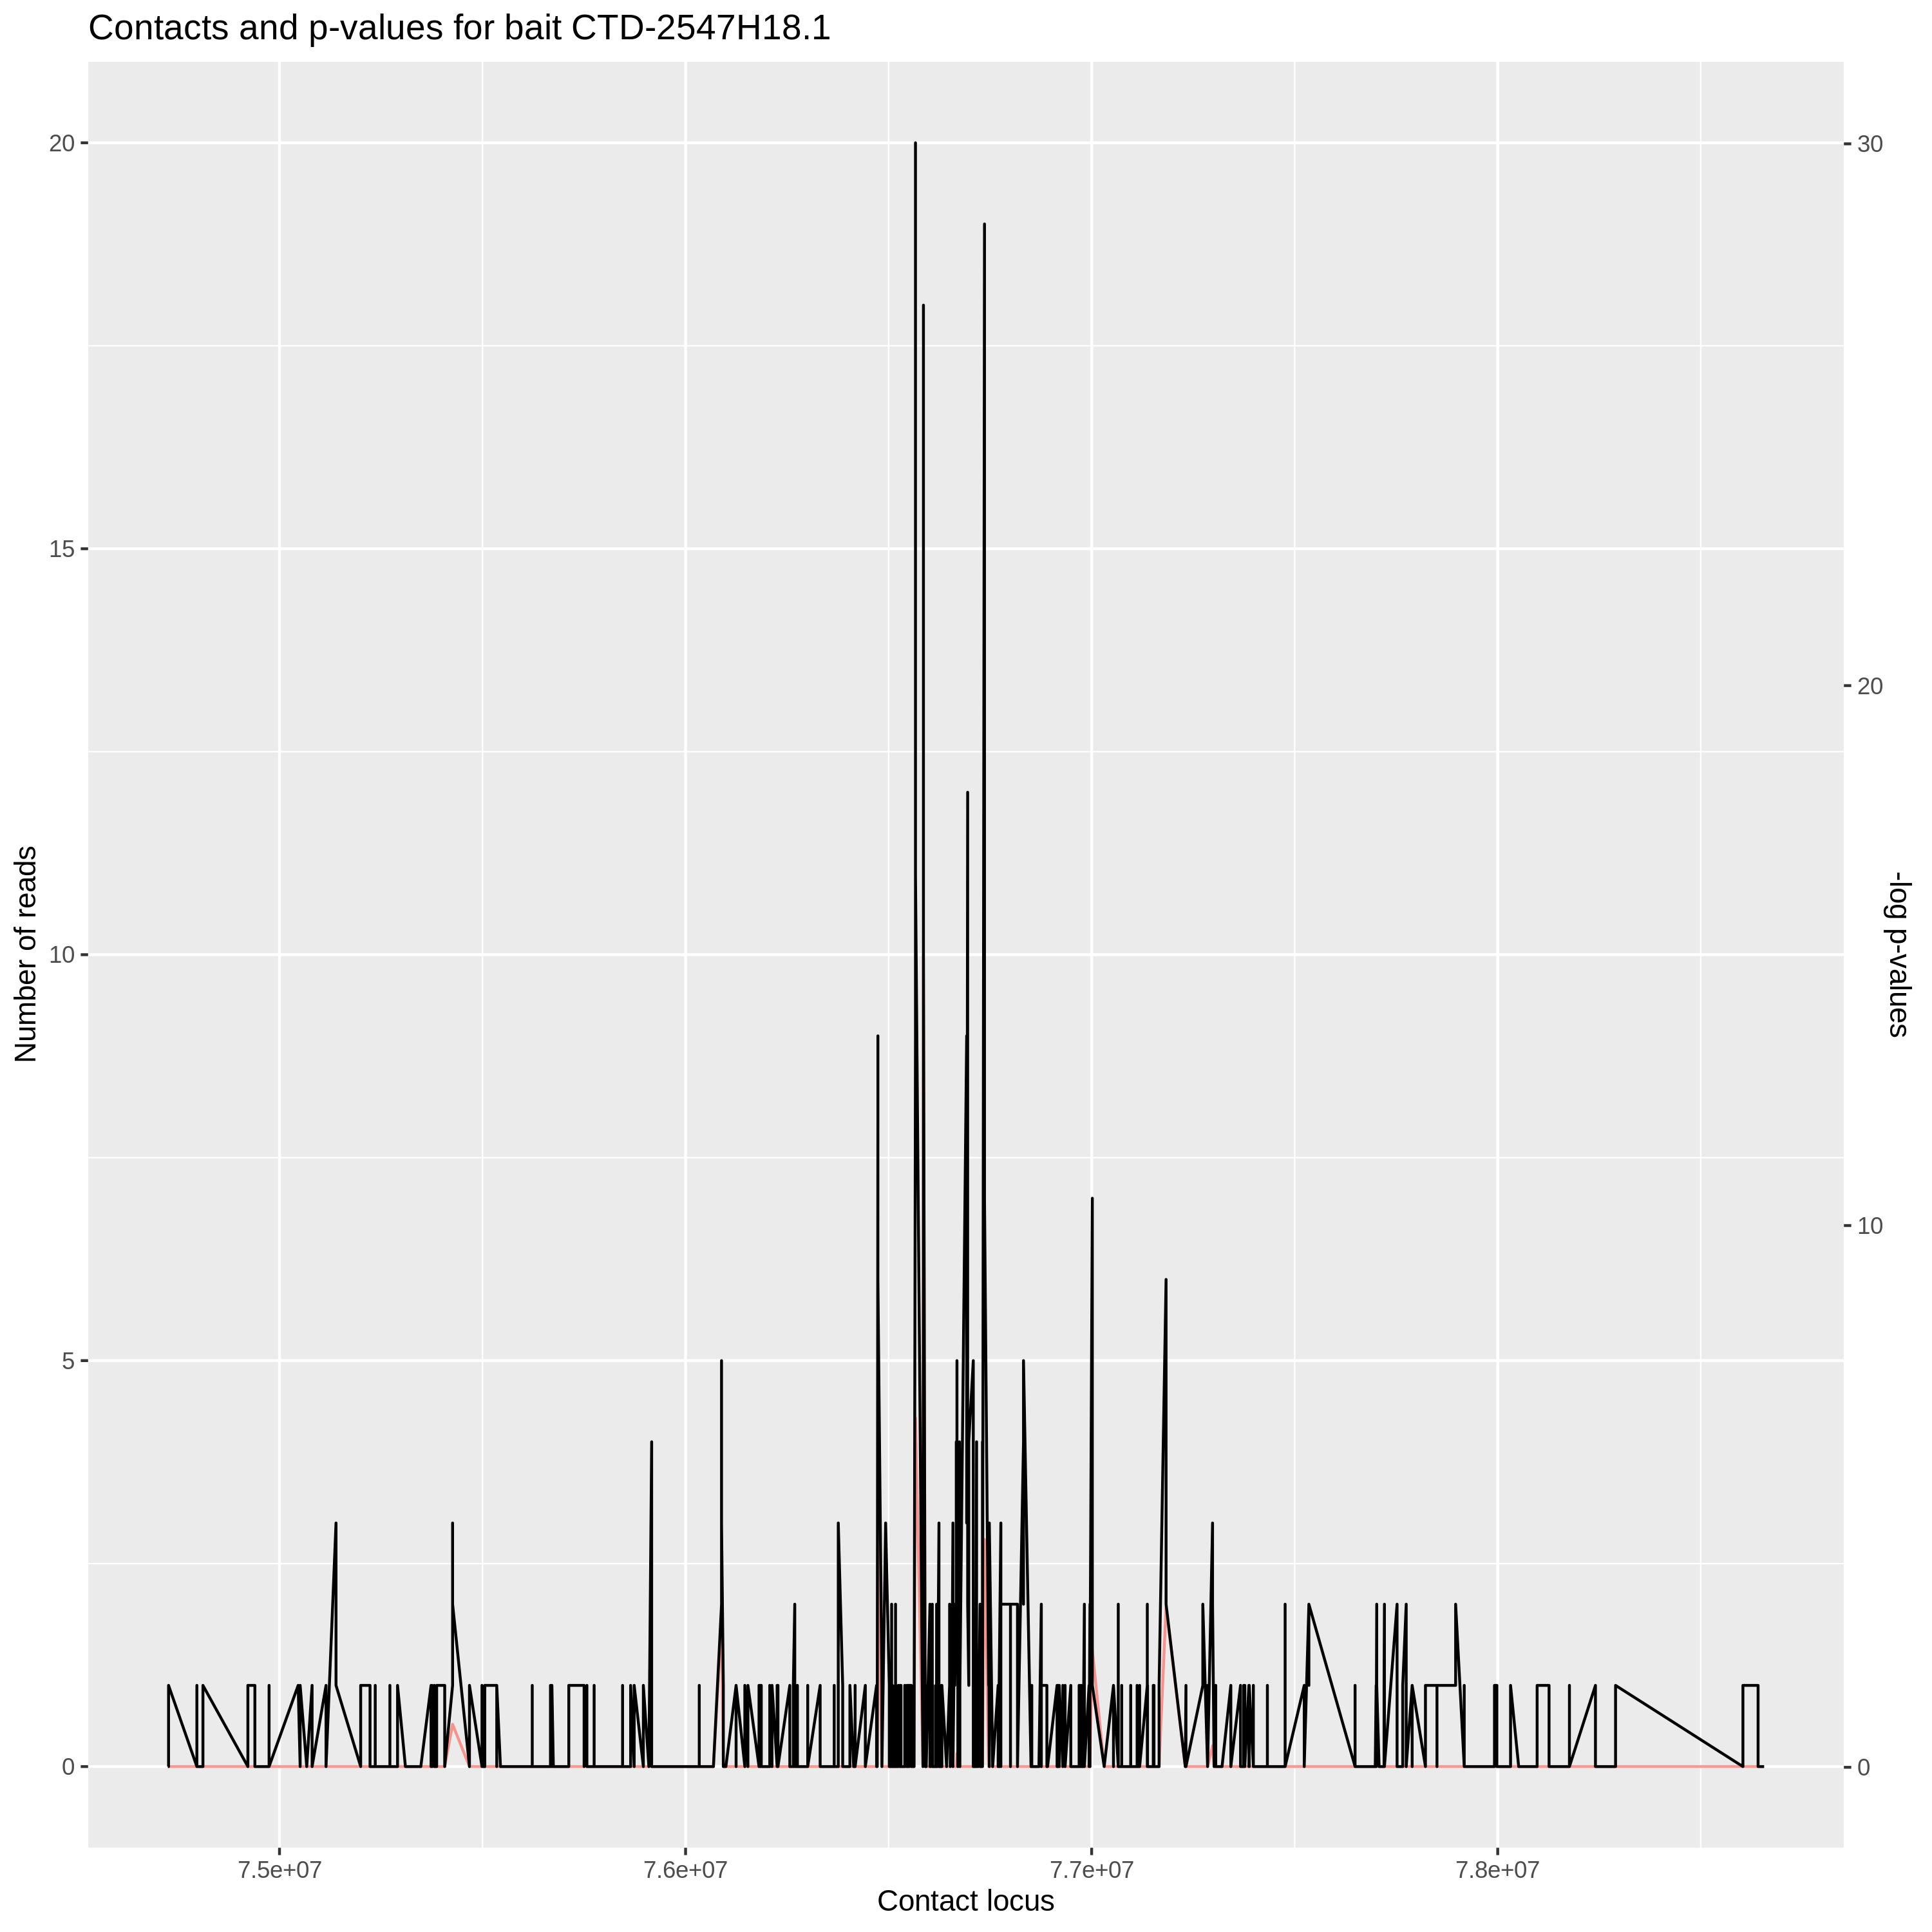 Contacts and p-values for bait CTD-2547H18.1
20
15
10
5
0
Number of reads
30
20
10
0
-log p-values
7.5e+07 7.6e+07 7.7e+07 7.8e+07
Contact locus